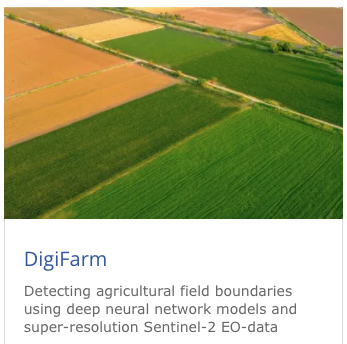 DigiFarm
Detecting agricultural field boundaries
using deep neural network models and
super-resolution Sentinel-2 EO-data